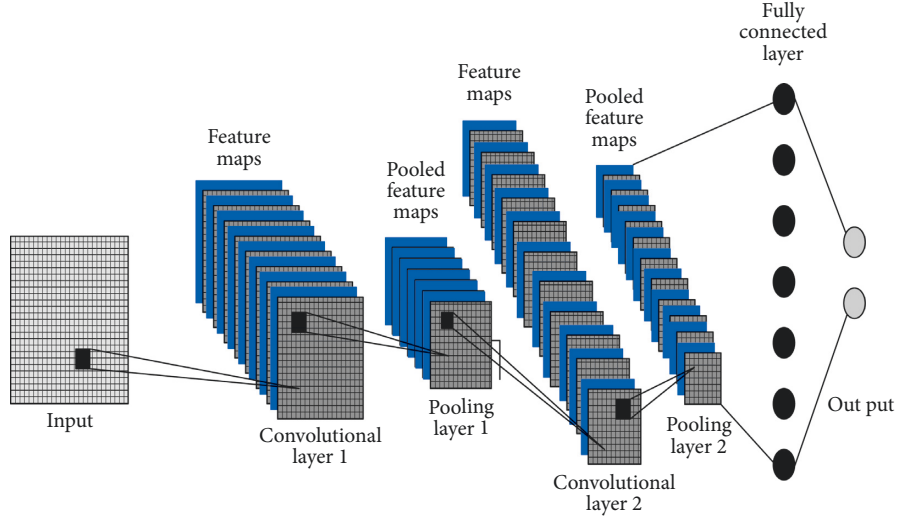 Fully
connected
layer
Feature
maps
Pooled
feature
maps
Feature
maps
Pooled
feature
maps
Input
Convolutional
layer 1
Pooling
layer 1
Convolutional
layer 2
Pooling
layer 2
Out put